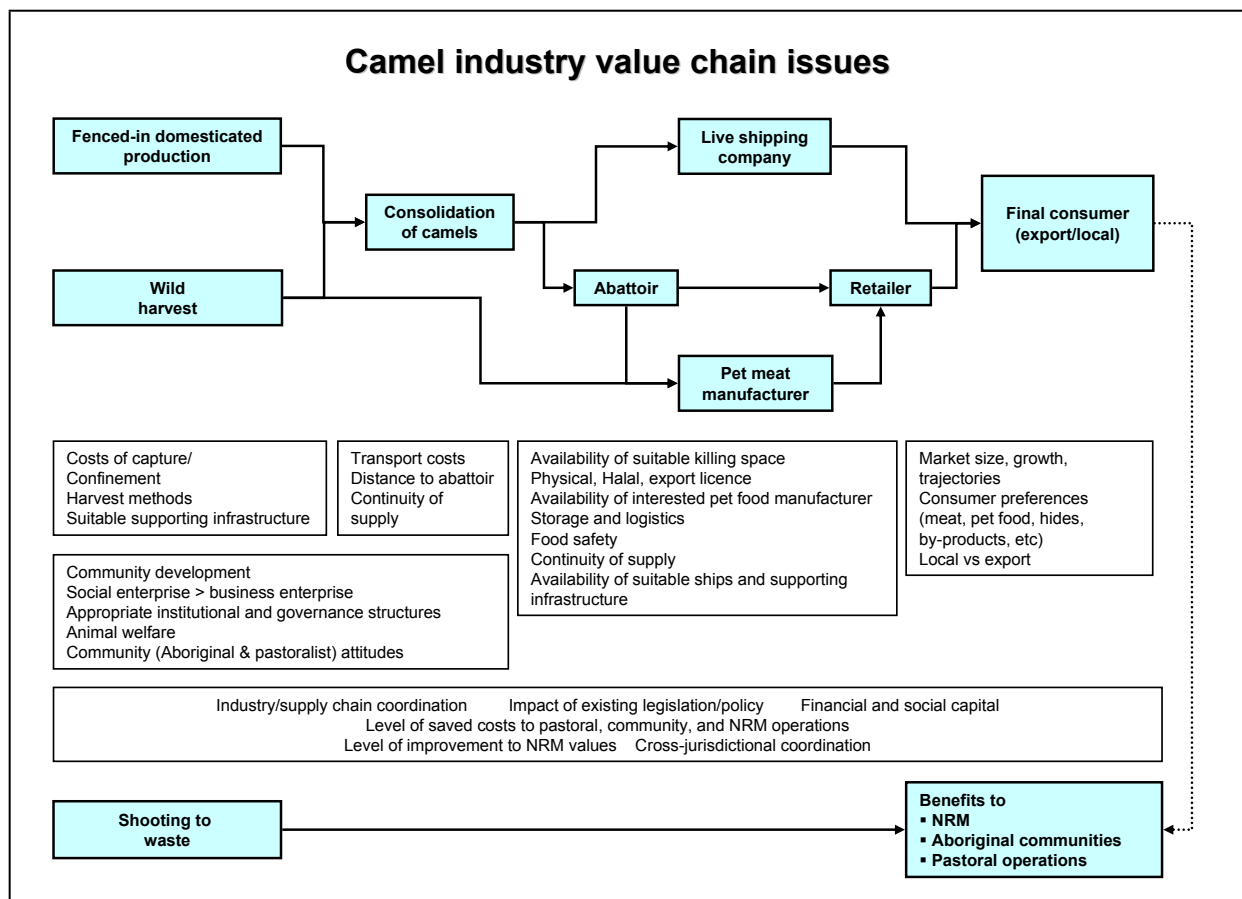 Camel industry value chain issues
Fenced-in domesticated
production
Live shipping
company
Consolidation
of camels
Final consumer
(export/local)
Wild
harvest
Abattoir
Retailer
Pet meat
manufacturer
Costs of capture/
Confinement
Harvest methods
Suitable supporting infrastructure
Transport costs
Distance to abattoir
Continuity of
supply
Availability of suitable killing space
Physical, Halal, export licence
Availability of interested pet food manufacturer
Storage and logistics
Food safety
Continuity of supply
Availability of suitable ships and supporting
infrastructure
Market size, growth,
trajectories
Consumer preferences
(meat, pet food, hides,
by-products, etc)
Local vs export
Community development
Social enterprise > business enterprise
Appropriate institutional and governance structures
Animal welfare
Community (Aboriginal & pastoralist) attitudes
Industry/supply chain coordination Impact of existing legislation/policy Financial and social capital
Level of saved costs to pastoral, community, and NRM operations
Level of improvement to NRM values Cross-jurisdictional coordination
Shooting to
waste
Benefits to
▪ NRM
▪ Aboriginal communities
▪ Pastoral operations